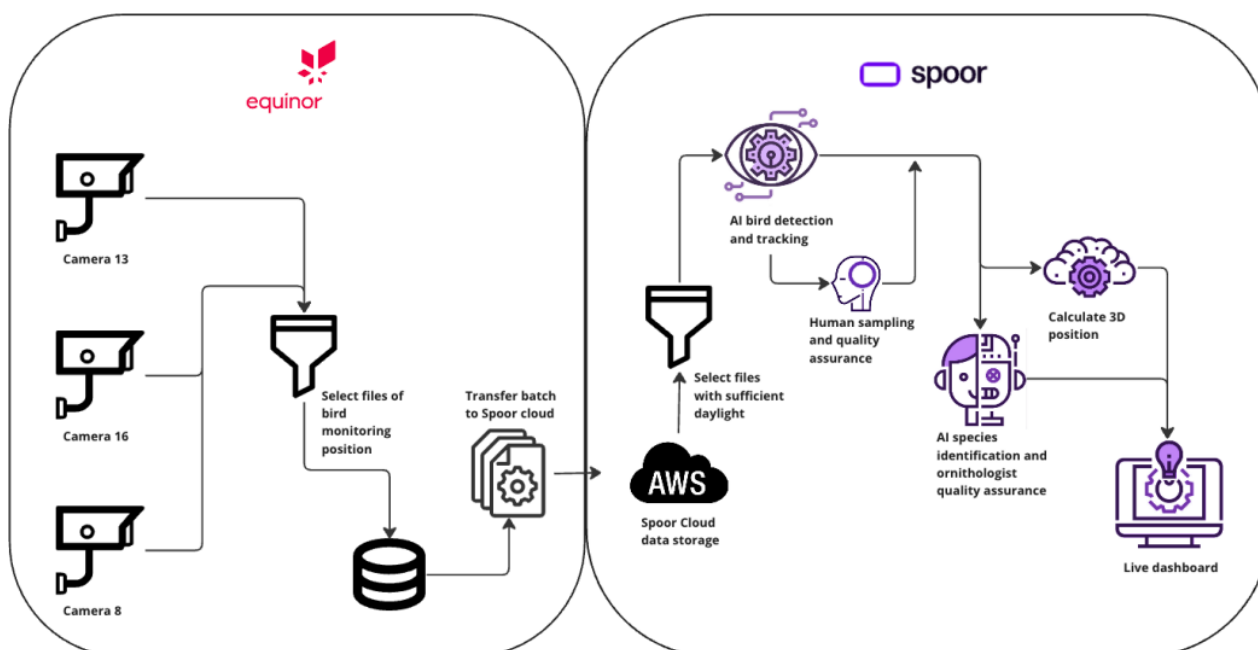 equinor
spoor
Camera 13
Camera 16
Camera 8
Select files of
bird
monitoring
position
Transfer batch
to Spoor cloud
AWS
Spoor Cloud
data storage
Select files
with sufficient
daylight
AI bird detection
and tracking
Human sampling
and quality
assurance
Calculate 3D
position
AI species
identification and
ornithologist
quality assurance
Live dashboard